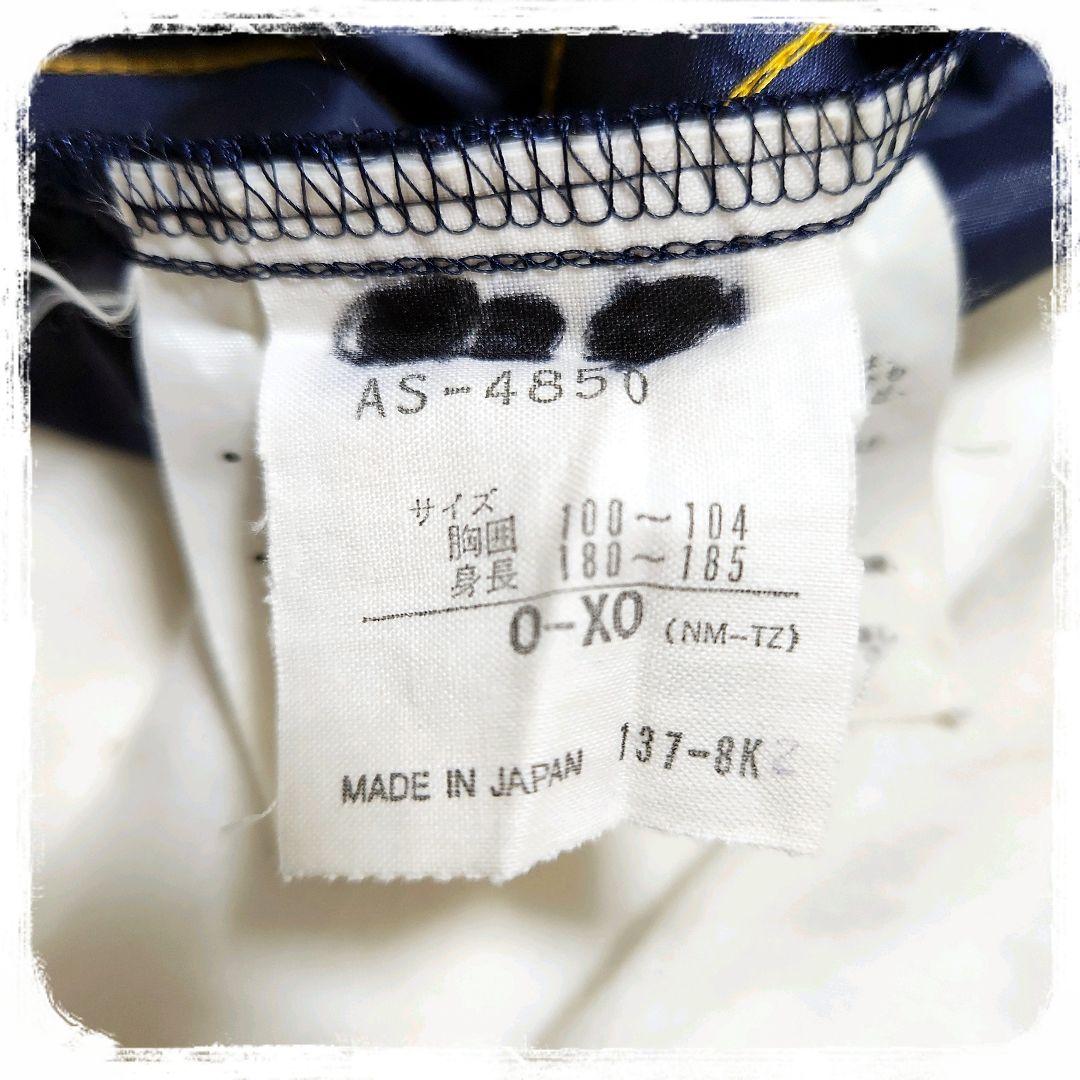 AS-4850
サイズ
胸囲 100～104
身長 180～185
O-XO (NM-TZ)
137-8K
MADE IN JAPAN